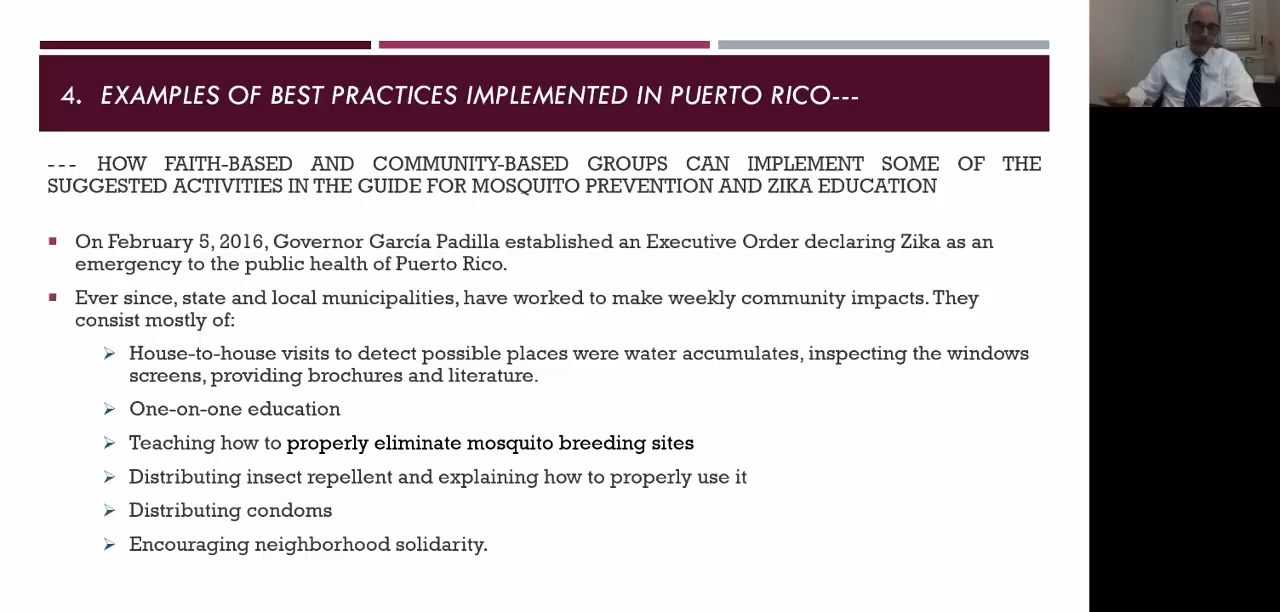 4. EXAMPLES OF BEST PRACTICES IMPLEMENTED IN PUERTO RICO---
--- HOW FAITH-BASED AND COMMUNITY-BASED GROUPS CAN IMPLEMENT SOME OF THE
SUGGESTED ACTIVITIES IN THE GUIDE FOR MOSQUITO PREVENTION AND ZIKA EDUCATION
▪ On February 5, 2016, Governor García Padilla established an Executive Order declaring Zika as an
emergency to the public health of Puerto Rico.
▪ Ever since, state and local municipalities, have worked to make weekly community impacts. They
consist mostly of:
➢ House-to-house visits to detect possible places were water accumulates, inspecting the windows
screens, providing brochures and literature.
➢ One-on-one education
➢ Teaching how to properly eliminate mosquito breeding sites
➢ Distributing insect repellent and explaining how to properly use it
➢ Distributing condoms
➢ Encouraging neighborhood solidarity.